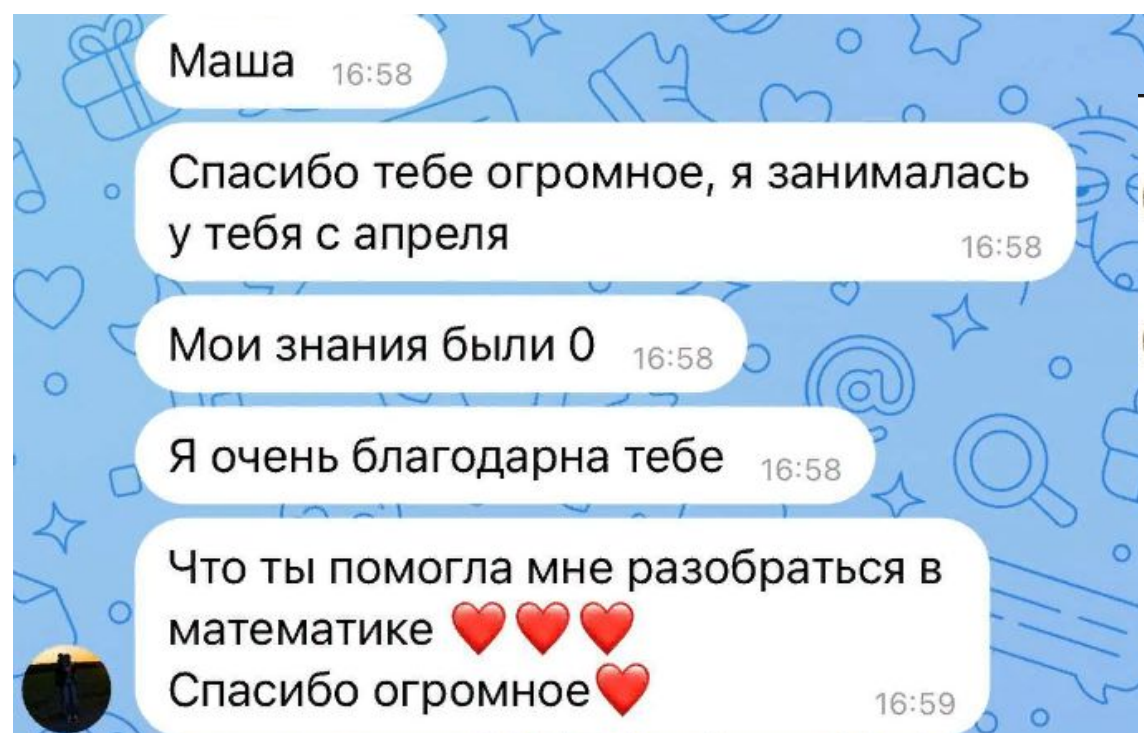 Маша 16:58
Спасибо тебе огромное, я занималась
у тебя с апреля 16:58
Мои знания были 0 16:58
Я очень благодарна тебе 16:58
Что ты помогла мне разобраться в
математике ❤️❤️❤️
Спасибо огромное❤️ 16:59